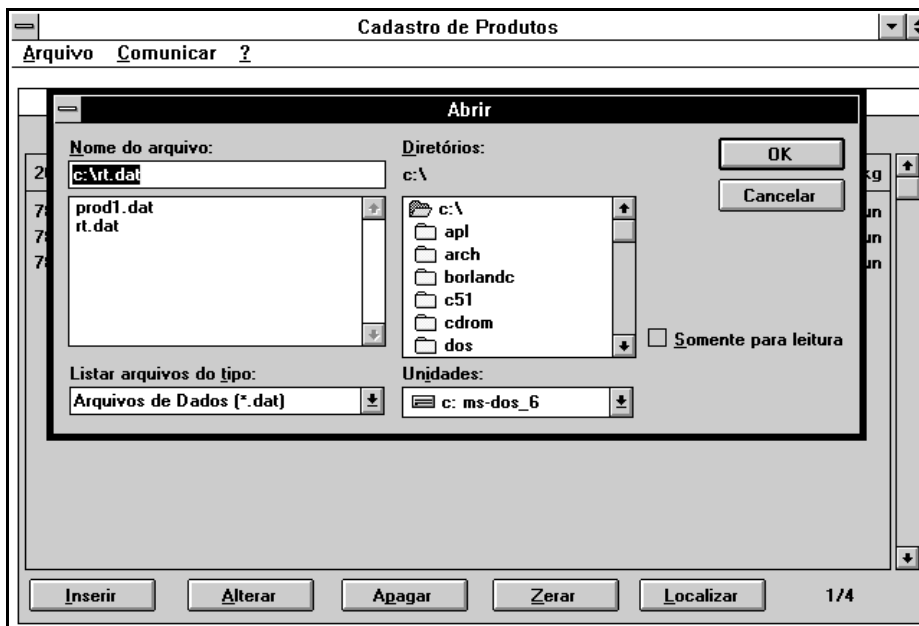 Cadastro de Produtos
Arquivo Comunicar ?
Abrir
Nome do arquivo:
c:\rt.dat
prod1.dat
rt.dat
Listar arquivos do tipo:
Arquivos de Dados (*.dat)
Diretórios:
c:\
c:\
apl
arch
borlandc
c51
cdrom
dos
Unidades:
c: ms-dos_6
OK
Cancelar
Somente para leitura
kg
un
un
un
Inserir Alterar Apagar Zerar Localizar 1/4